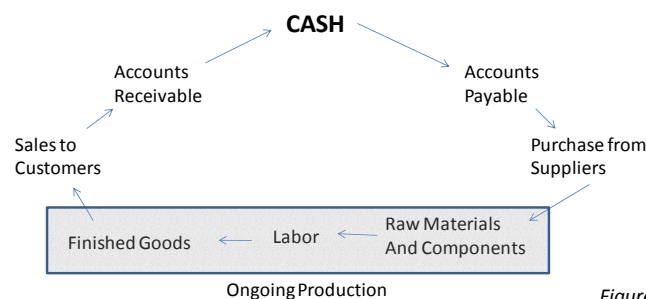 CASH
Accounts
Receivable
Accounts
Payable
Sales to
Customers
Purchase from
Suppliers
Finished Goods
Labor
Raw Materials
And Components
Ongoing Production
Figure